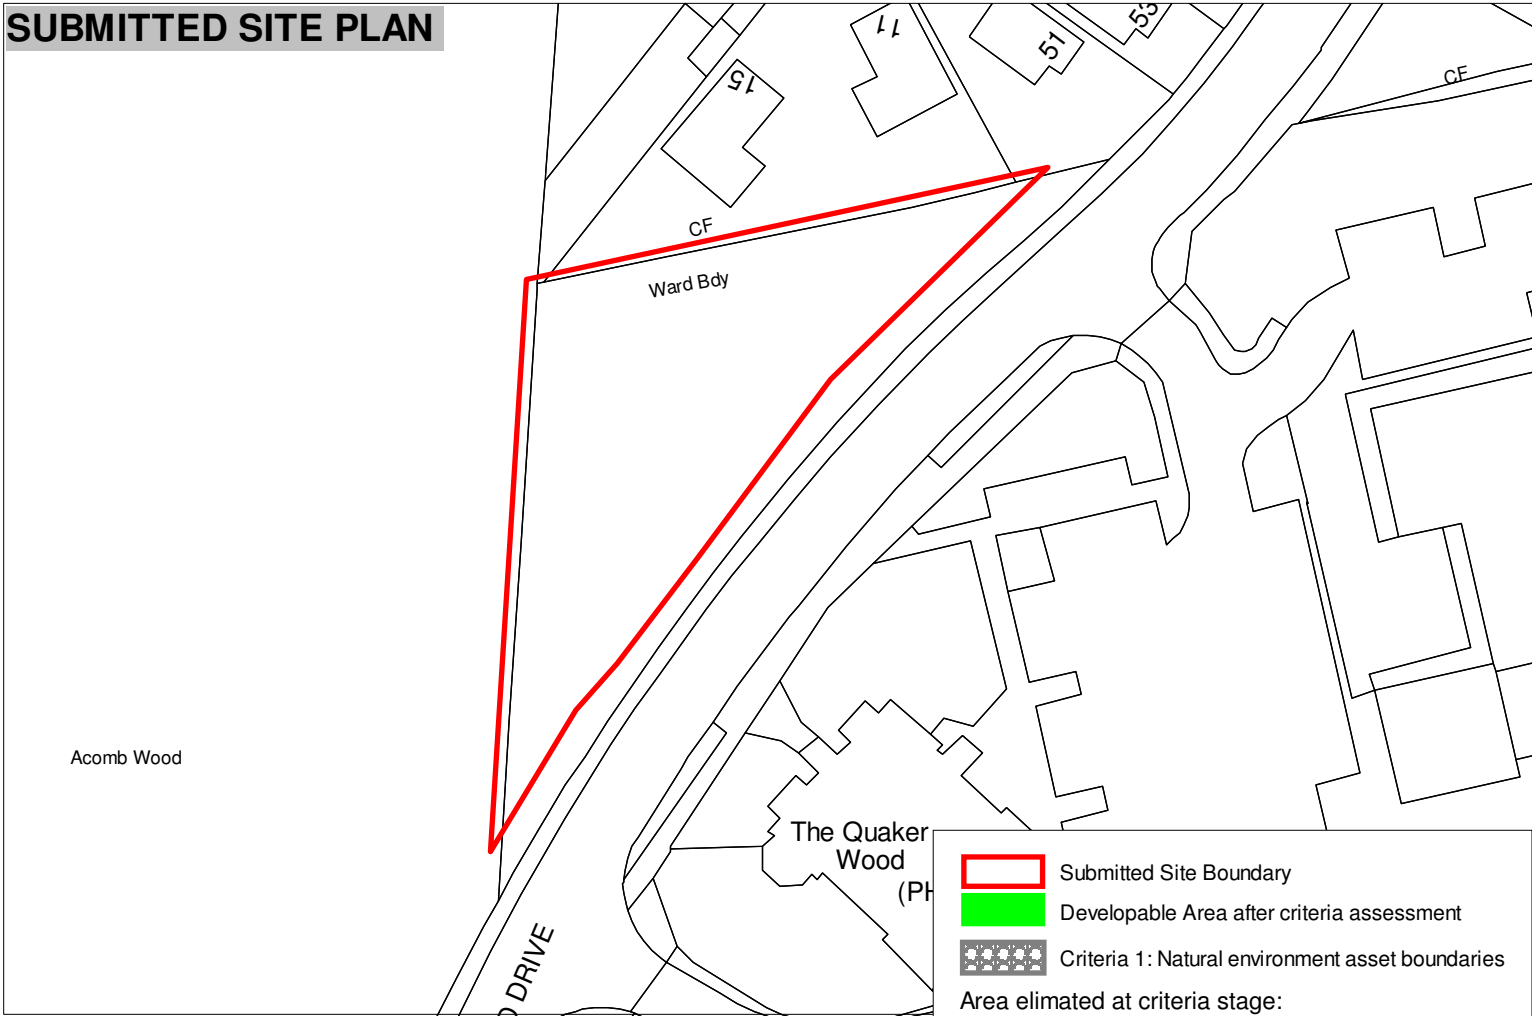 SUBMITTED SITE PLAN
11
51
53
15
CF
CF
Ward Bdy
Acomb Wood
The Quaker
Wood
(PH
DRIVE
Submitted Site Boundary
Developable Area after criteria assessment
Criteria 1: Natural environment asset boundaries
Area elimated at criteria stage: